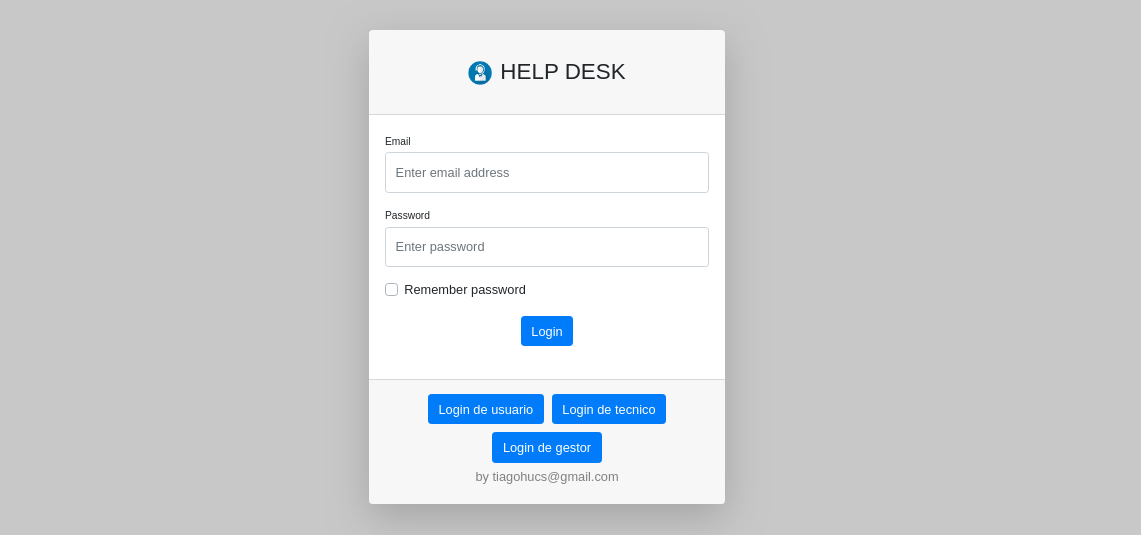 HELP DESK
Email
Enter email address
Password
Enter password
Remember password
Login
Login de usuario
Login de tecnico
Login de gestor
by tiagohucs@gmail.com